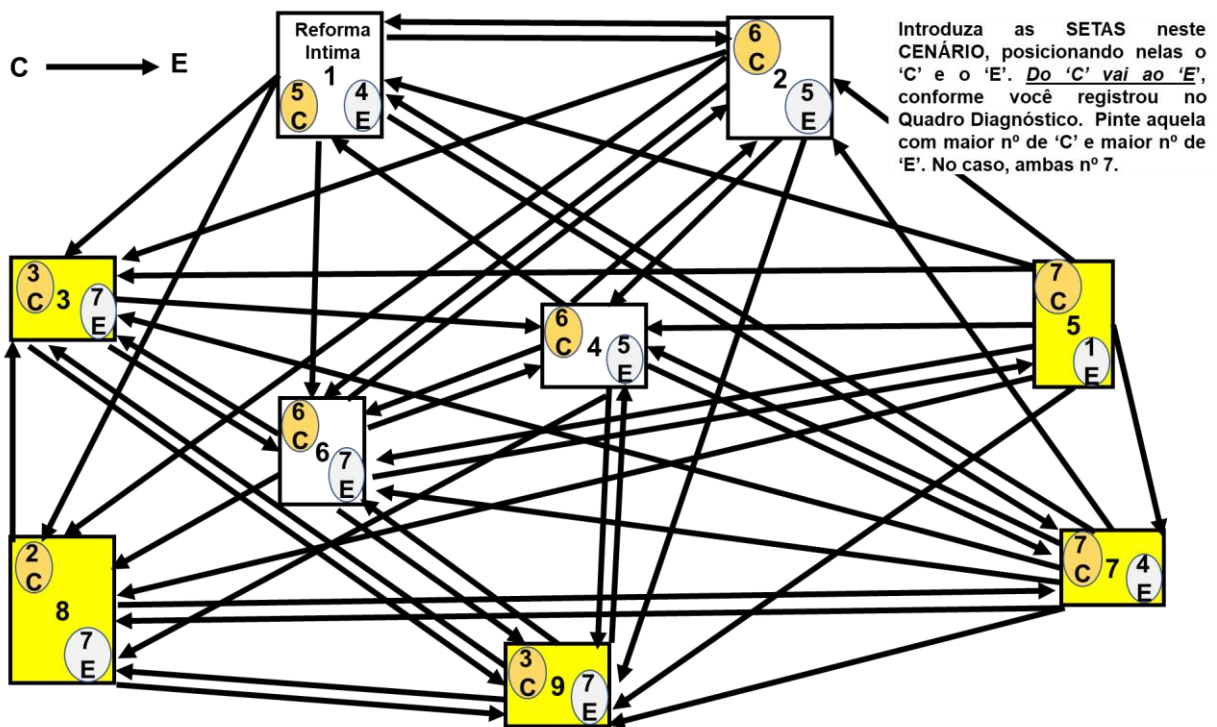 C E
Reforma
Intima
1
5
C
4
E
6
C
2
5
E
Introduza as SETAS neste
CENÁRIO, posicionando nelas o
‘C’ e o ‘E’. Do ‘C’ vai ao ‘E’,
conforme você registrou no
Quadro Diagnóstico. Pinte aquela
com maior nº de ‘C’ e maior nº de
‘E’. No caso, ambas nº 7.
3
C
3
7
E
6
C
4
5
E
7
C
5
1
E
6
C
6
7
E
2
C
8
7
E
7
C
7
4
E
3
C
9
7
E